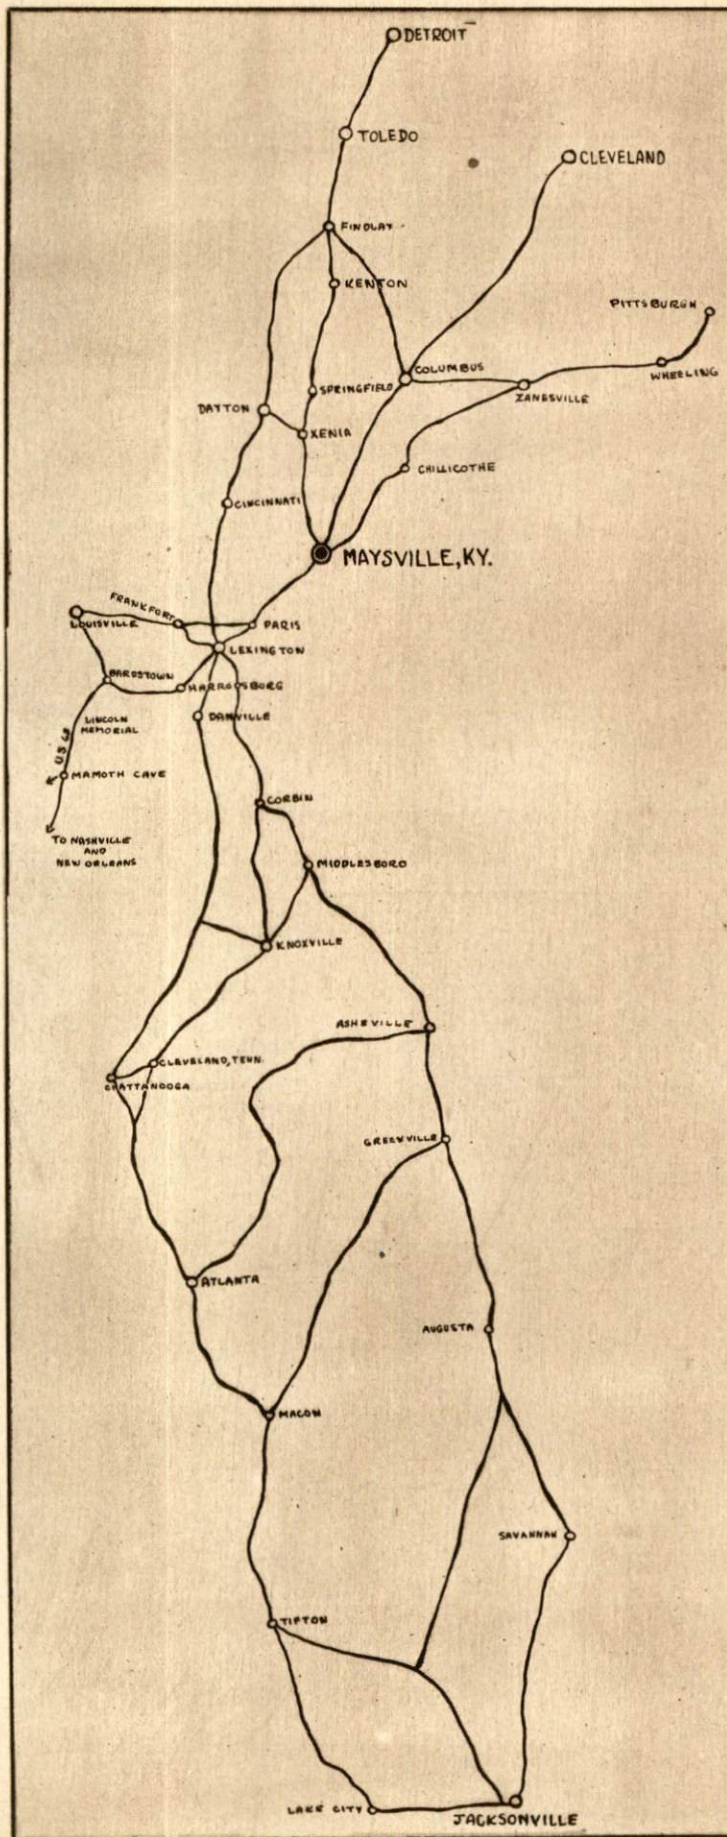 DETROIT
TOLEDO
CLEVELAND
FINDLAY
KENTON
PITTSBURGH
COLUMBUS
WHEELING
SPRINGFIELD
ZANESVILLE
DAYTON
XENIA
CHILLICOTHE
CINCINNATI
MAYSVILLE, KY.
FRANKFORT
LOUISVILLE
PARIS
LEXINGTON
BARDSTOWN
HARRODSBORG
LINCOLN
MEMORIAL
DANVILLE
US 68
MAMOTH CAVE
CORBIN
TO NASHVILLE
AND
NEW ORLEANS
MIDDLESBORO
KNOXVILLE
ASHEVILLE
CLEVELAND, TENN.
CHATTANOOGA
GREENVILLE
ATLANTA
AUGUSTA
MACON
SAVANNAH
TIFTON
LAKE CITY
JACKSONVILLE